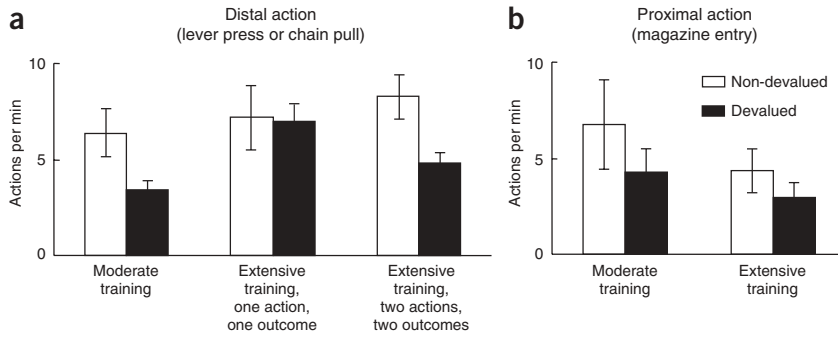 a
Distal action
(lever press or chain pull)
Actions per min
10
5
0
Moderate
training
Extensive
training,
one action,
one outcome
Extensive
training,
two actions,
two outcomes
b
Proximal action
(magazine entry)
Actions per min
10
5
0
Non-devalued
Devalued
Moderate
training
Extensive
training